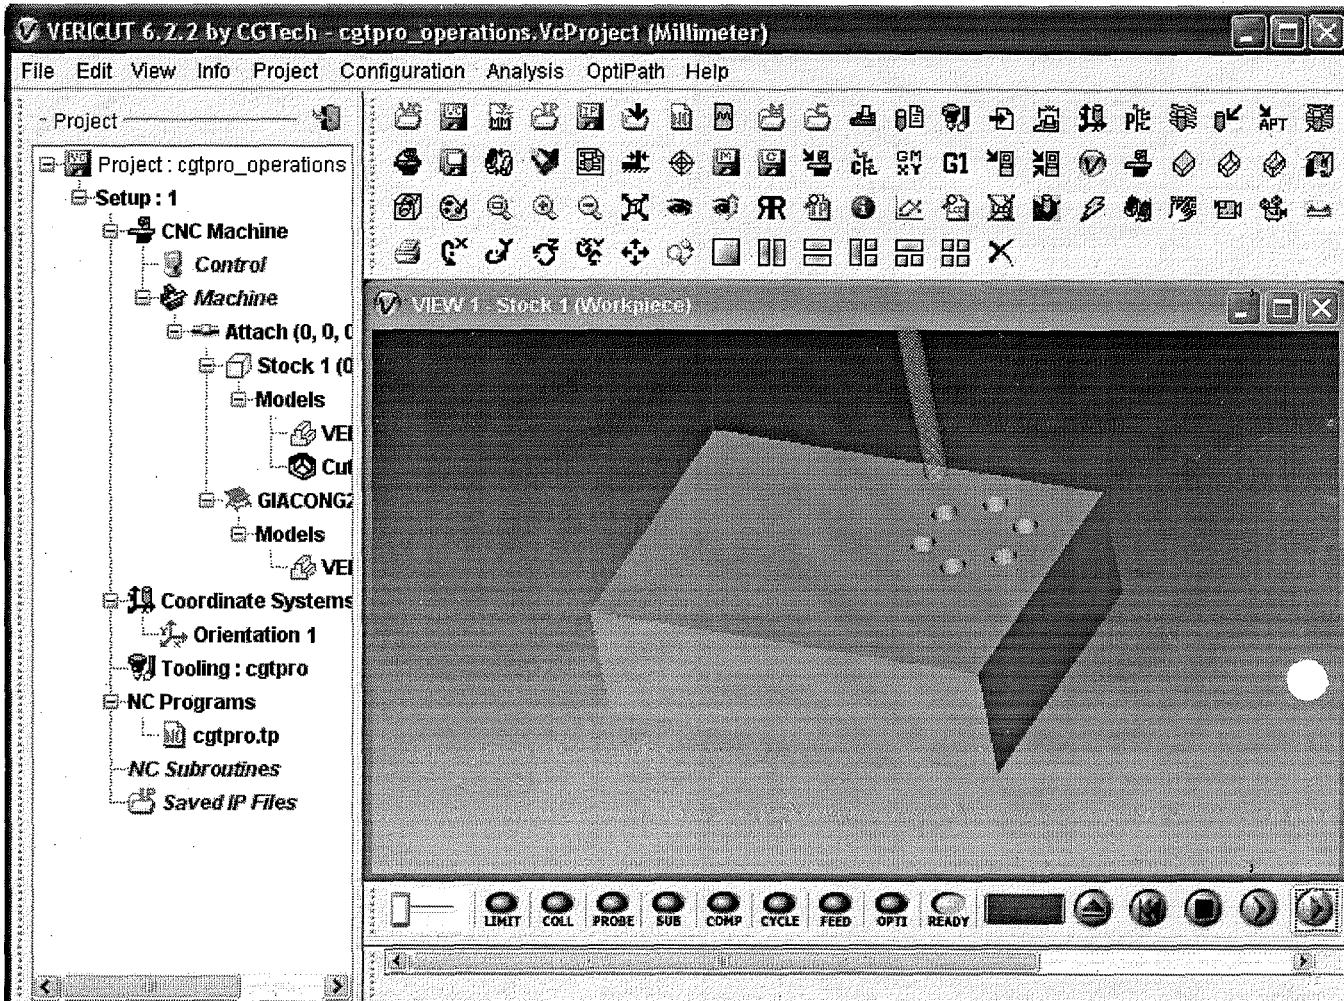 VERICUT 6.2.2 by CGTech - cgtpro_operations.VcProject (Millimeter)
File Edit View Info Project Configuration Analysis OptiPath Help
Project
Project : cgtpro_operations
Setup : 1
CNC Machine
Control
Machine
Attach (0, 0, 0
Stock 1 (0
Models
VEI
Cut
GIACONG2
Models
VEI
Coordinate Systems
Orientation 1
Tooling : cgtpro
NC Programs
cgtpro.tp
NC Subroutines
Saved IP Files
APT
G1
VIEW 1 - Stock 1 (Workpiece)
LIMIT COLL PROBE SUB COMP CYCLE FEED OPTI READY